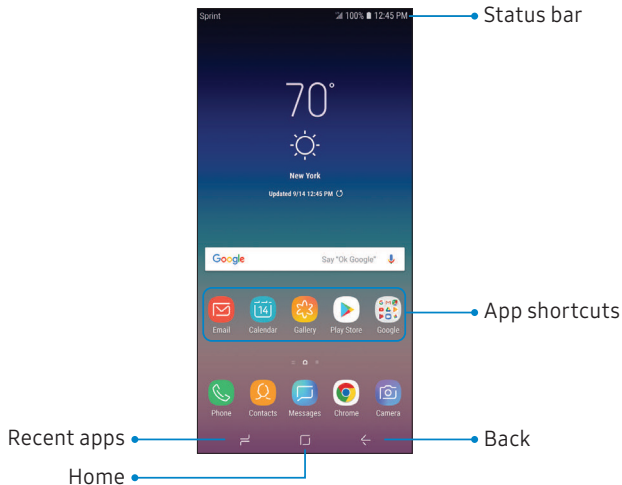 Sprint 100% 12:45 PM
Status bar
70°
New York
Updated 9/14 12:45 PM
Google Say "Ok Google"
14
App shortcuts
Email Calendar Gallery Play Store Google
Phone Contacts Messages Chrome Camera
Recent apps
Back
Home